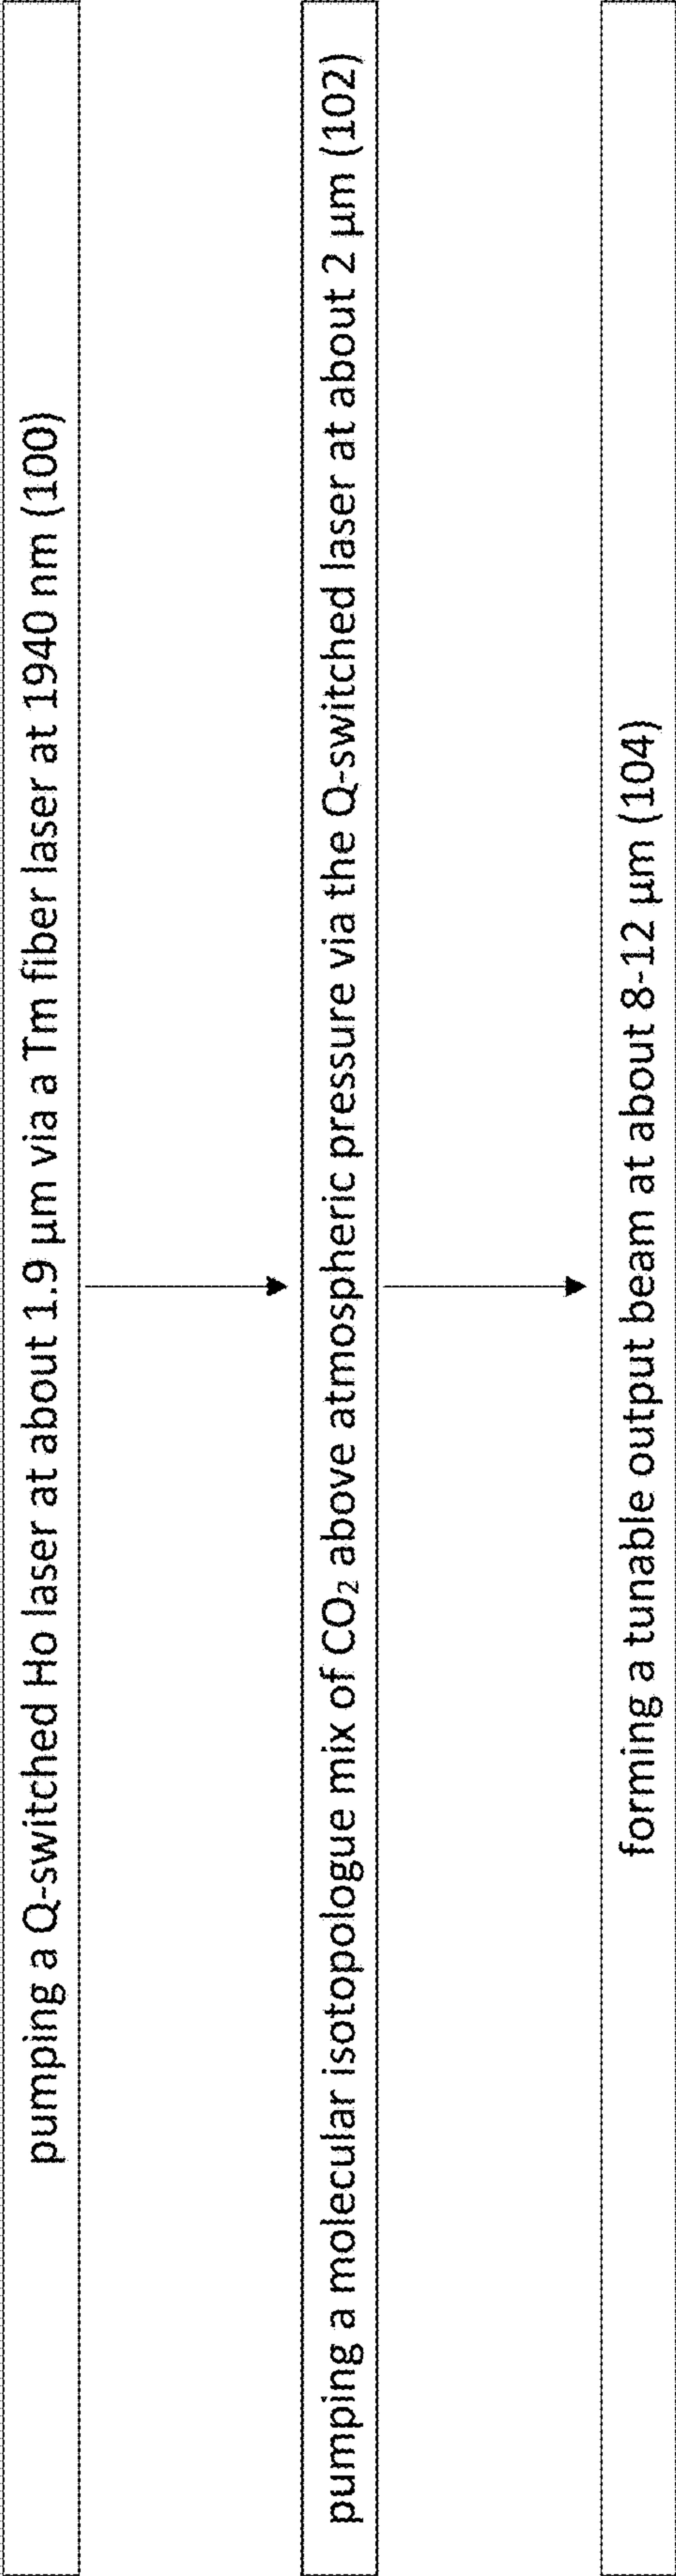 pumping a Q-switched Ho laser at about 1.9 µm via a Tm fiber laser at 1940 nm (100)
pumping a molecular isotopologue mix of CO₂ above atmospheric pressure via the Q-switched laser at about 2 µm (102)
forming a tunable output beam at about 8-12 µm (104)